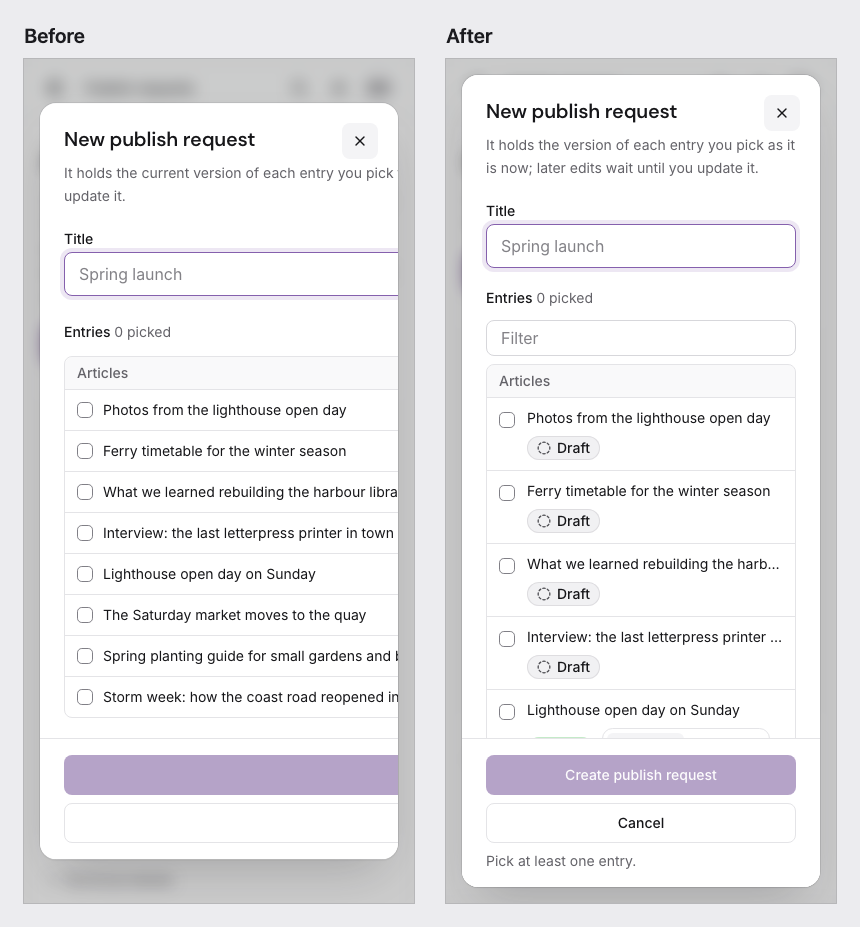 Before
New publish request
It holds the current version of each entry you pick
update it.
Title
Spring launch
Entries 0 picked
Articles
Photos from the lighthouse open day
Ferry timetable for the winter season
What we learned rebuilding the harbour libra
Interview: the last letterpress printer in town
Lighthouse open day on Sunday
The Saturday market moves to the quay
Spring planting guide for small gardens and b
Storm week: how the coast road reopened in
After
New publish request
It holds the version of each entry you pick as it
is now; later edits wait until you update it.
Title
Spring launch
Entries 0 picked
Filter
Articles
Photos from the lighthouse open day
Draft
Ferry timetable for the winter season
Draft
What we learned rebuilding the harb...
Draft
Interview: the last letterpress printer ...
Draft
Lighthouse open day on Sunday
Create publish request
Cancel
Pick at least one entry.